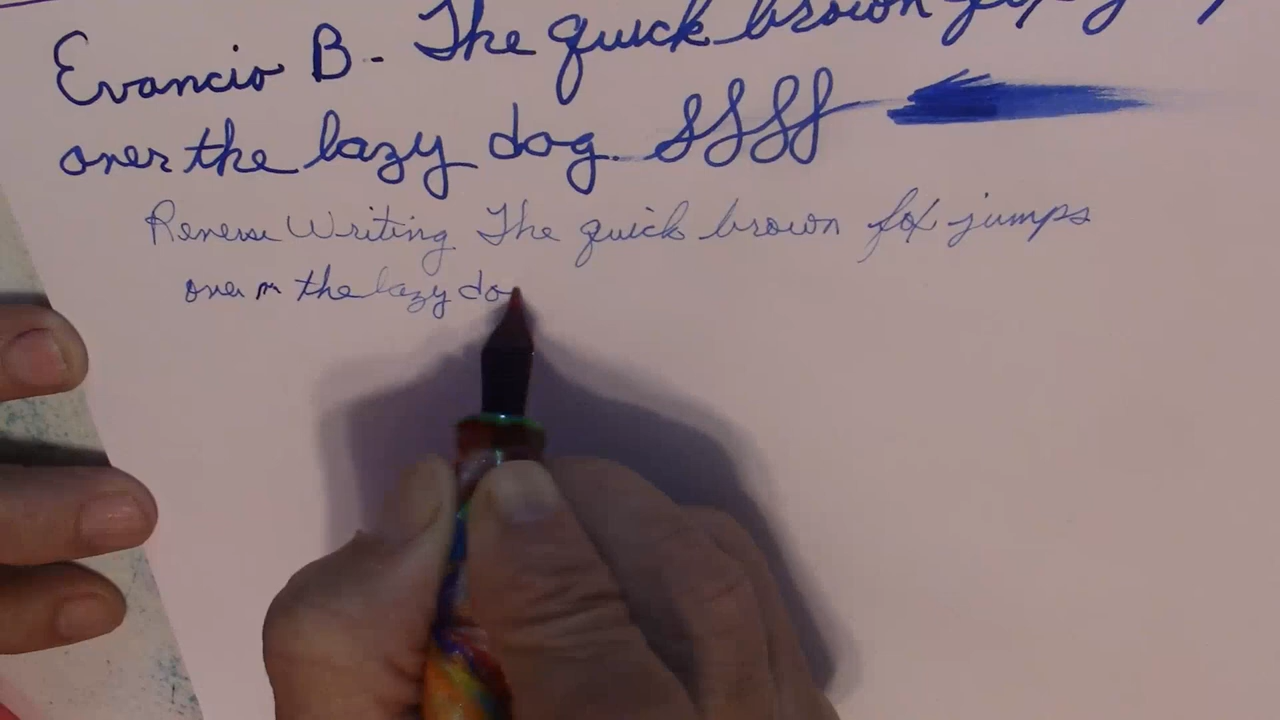 Evancio B- The quick brown fox
over the lazy dog. SSSS
Reverse Writing The quick brown fox jumps
over the lazy do